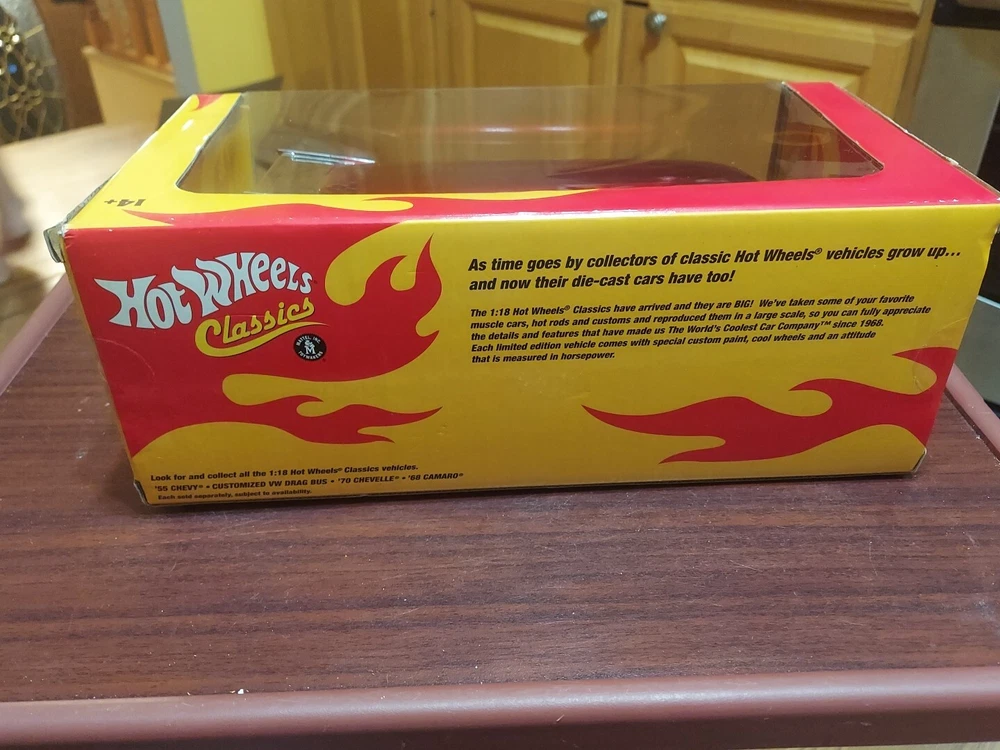 14+
Hot Wheels
Classics
MATTEL, INC.
TOYMAKERS
As time goes by collectors of classic Hot Wheels® vehicles grow up...
and now their die-cast cars have too!
The 1:18 Hot Wheels® Classics have arrived and they are BIG! We've taken some of your favorite
muscle cars, hot rods and customs and reproduced them in a large scale, so you can fully appreciate
the details and features that have made us The World's Coolest Car Company™ since 1968.
Each limited edition vehicle comes with special custom paint, cool wheels and an attitude
that is measured in horsepower.
Look for and collect all the 1:18 Hot Wheels® Classics vehicles.
'55 CHEVY® • CUSTOMIZED VW DRAG BUS • '70 CHEVELLE® • '68 CAMARO®
Each sold separately, subject to availability.